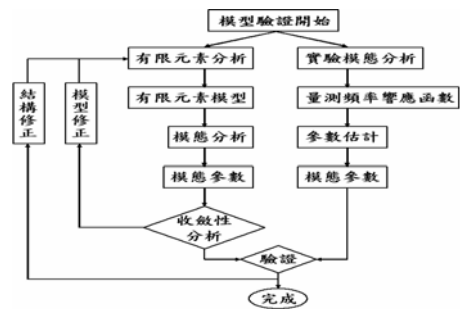 模型驗證開始
有限元素分析
實驗模態分析
有限元素模型
量測頻率響應函數
模態分析
參數估計
模態參數
模態參數
結構修正
模型修正
收斂性
分析
驗證
完成